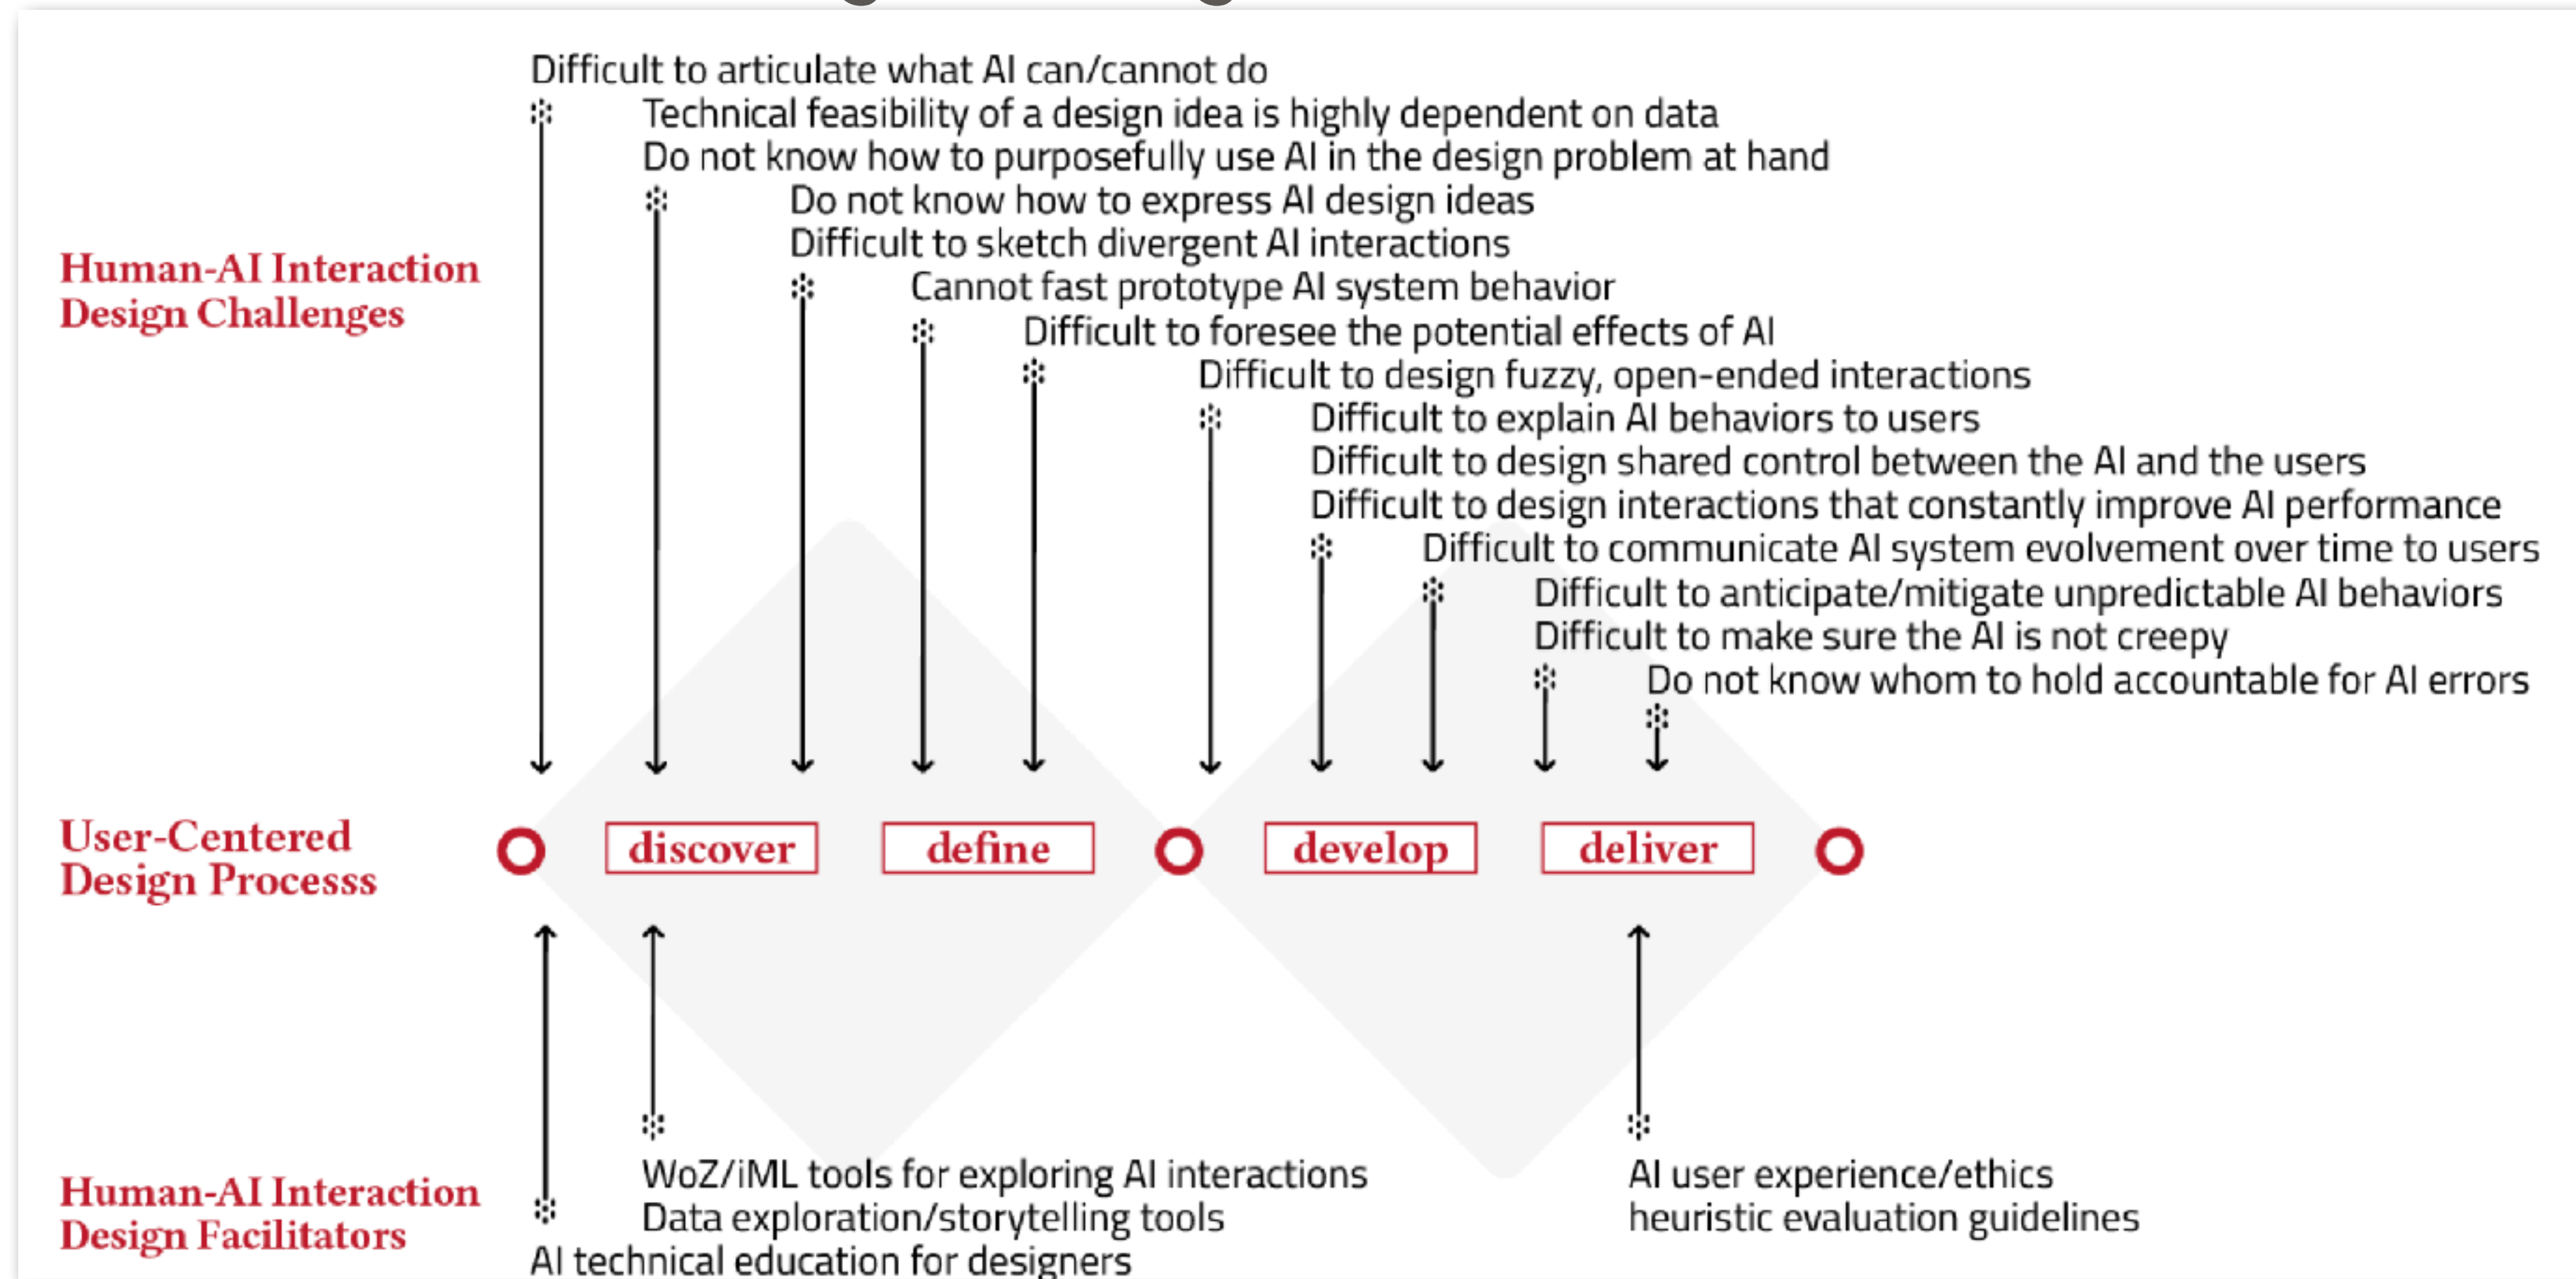 Difficult to articulate what AI can/cannot do
Technical feasibility of a design idea is highly dependent on data
Do not know how to purposefully use AI in the design problem at hand
Do not know how to express AI design ideas
Difficult to sketch divergent AI interactions
Cannot fast prototype AI system behavior
Difficult to foresee the potential effects of AI
Difficult to design fuzzy, open-ended interactions
Difficult to explain AI behaviors to users
Difficult to design shared control between the AI and the users
Difficult to design interactions that constantly improve AI performance
Difficult to communicate AI system evolvement over time to users
Difficult to anticipate/mitigate unpredictable AI behaviors
Difficult to make sure the AI is not creepy
Do not know whom to hold accountable for AI errors
Human-AI Interaction
Design Challenges
User-Centered
Design Processs
discover
define
develop
deliver
Human-AI Interaction
Design Facilitators
WoZ/iML tools for exploring AI interactions
Data exploration/storytelling tools
AI technical education for designers
AI user experience/ethics
heuristic evaluation guidelines